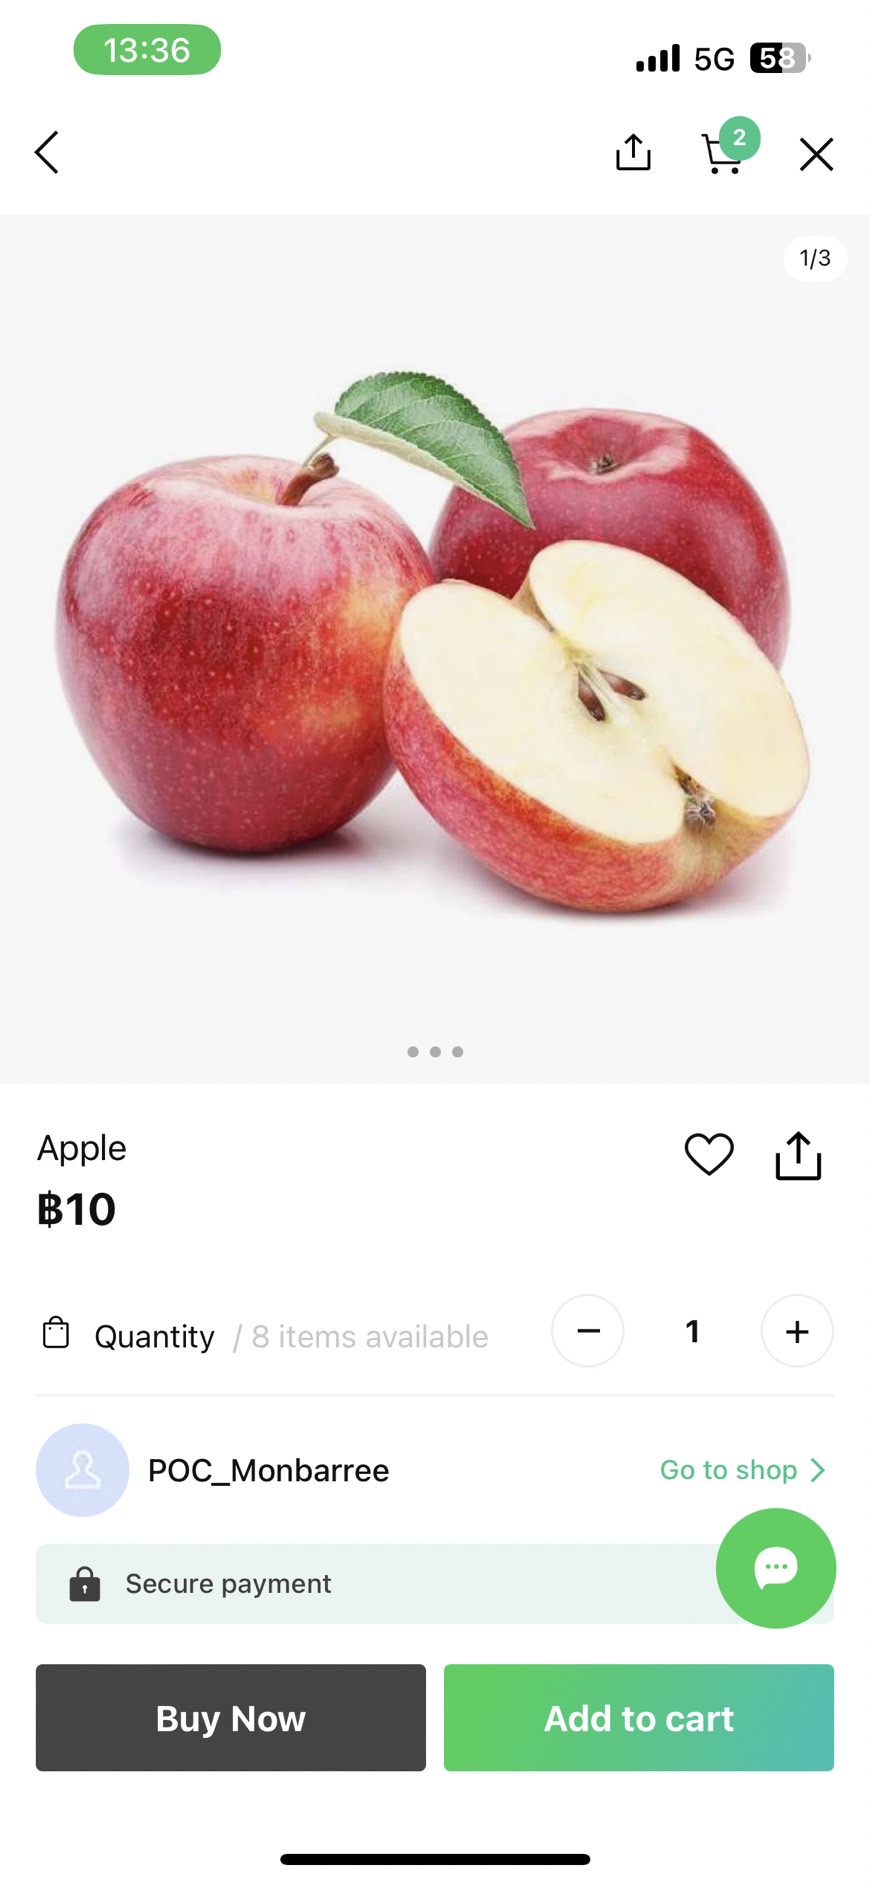 13:36
5G 58
2
1/3
Apple
฿10
Quantity / 8 items available
1
POC_Monbarree
Go to shop
Secure payment
Buy Now
Add to cart